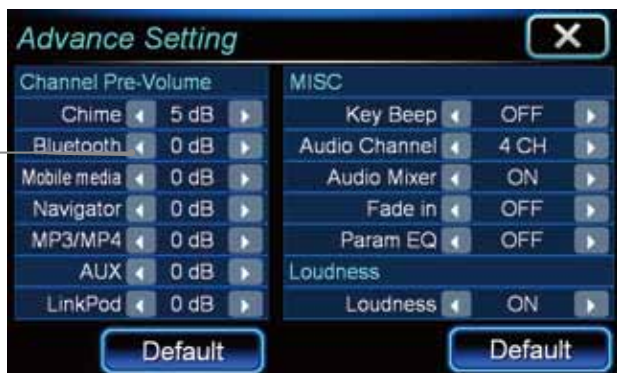 Advance Setting
X
Channel Pre-Volume
Chime 5 dB
Bluetooth 0 dB
Mobile media 0 dB
Navigator 0 dB
MP3/MP4 0 dB
AUX 0 dB
LinkPod 0 dB
Default
MISC
Key Beep OFF
Audio Channel 4 CH
Audio Mixer ON
Fade in OFF
Param EQ OFF
Loudness
Loudness ON
Default